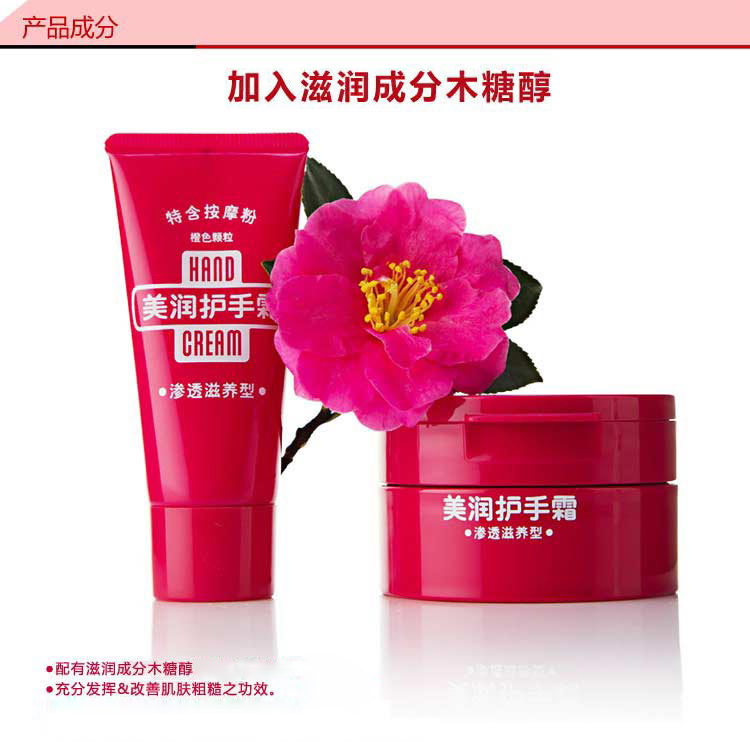 产品成分
加入滋润成分木糖醇
特含按摩粉
橙色颗粒
HAND
美润护手霜
CREAM
•渗透滋养型•
美润护手霜
•渗透滋养型•
●配有滋润成分木糖醇
●充分发挥&改善肌肤粗糙之功效。